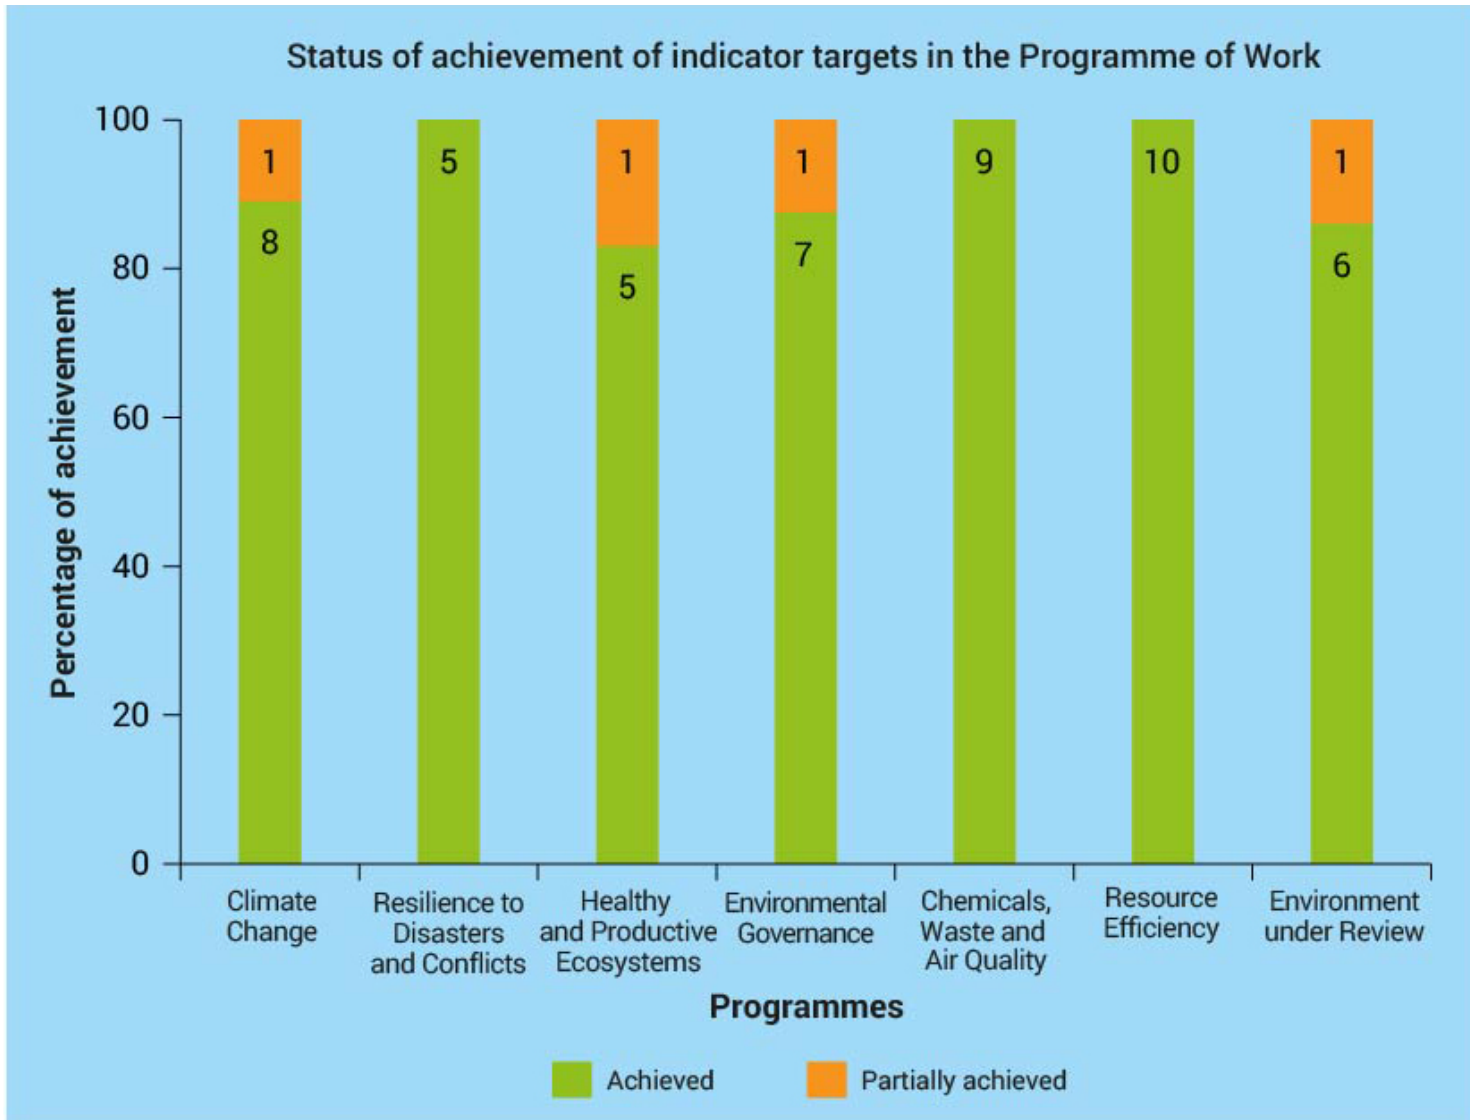 Status of achievement of indicator targets in the Programme of Work
Percentage of achievement
100
80
60
40
20
0
1
8
5
1
5
1
7
9
10
1
6
Climate
Change
Resilience to
Disasters
and Conflicts
Healthy
and Productive
Ecosystems
Environmental
Governance
Chemicals,
Waste and
Air Quality
Resource
Efficiency
Environment
under Review
Programmes
Achieved
Partially achieved